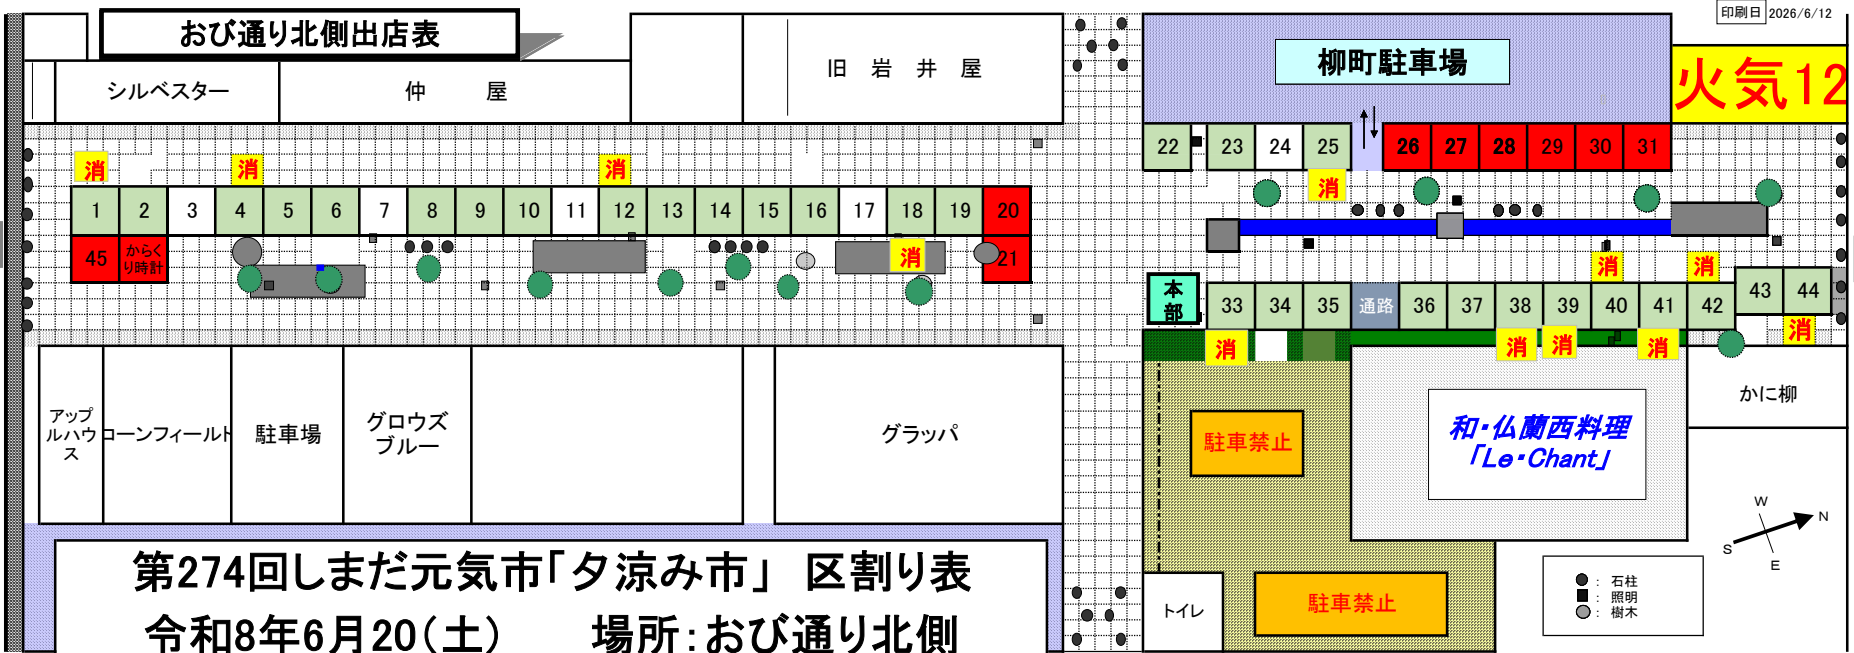 おび通り北側出店表
印刷日 2026/6/12
シルベスター
仲 屋
旧 岩 井 屋
柳町駐車場
火気12
22 23 24 25 26 27 28 29 30 31
消 消 消
消
1 2 3 4 5 6 7 8 9 10 11 12 13 14 15 16 17 18 19 20
45 からく
り時計
消
21
消 消
本
部
33 34 35 通路 36 37 38 39 40 41 42 43 44
消 消 消 消 消
アップ
ルハウ
ス
コーンフィールド
駐車場
グロウズ
ブルー
グラッパ
駐車禁止
和・仏蘭西料理
「Le・Chant」
かに柳
W
N
S
E
第274回しまだ元気市「夕涼み市」 区割り表
令和8年6月20(土) 場所:おび通り北側
トイレ
駐車禁止
: 石柱
: 照明
: 樹木